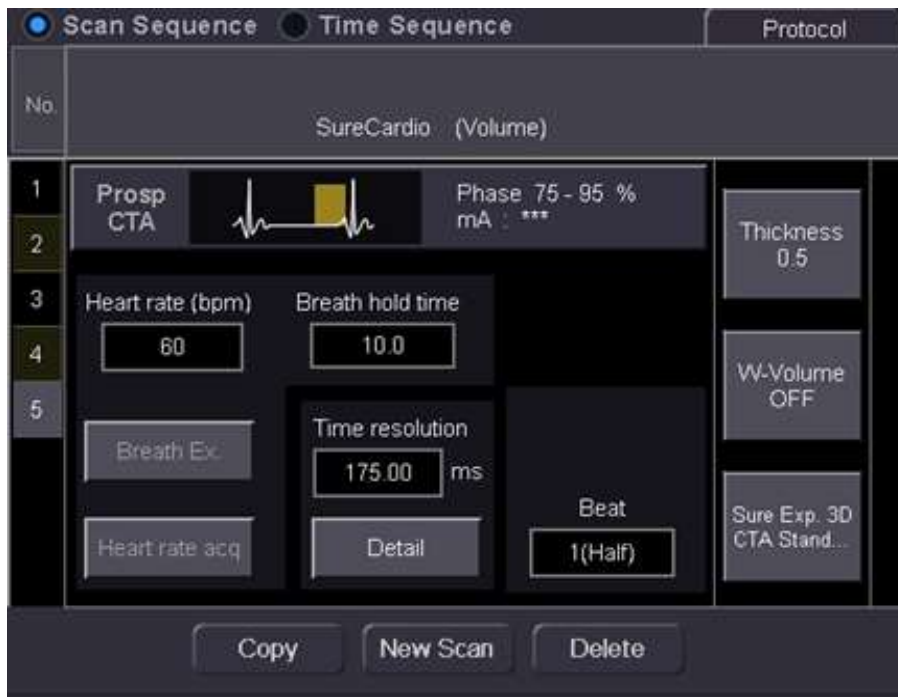 Scan Sequence Time Sequence Protocol
No.
SureCardio (Volume)
1
2
3
4
5
Prosp
CTA
Phase 75 - 95 %
mA : ***
Thickness
0.5
Heart rate (bpm) Breath hold time
60 10.0
W-Volume
OFF
Time resolution
Breath Ex.
175.00 ms
Beat
Sure Exp. 3D
CTA Stand...
Heart rate acq Detail 1(Half)
Copy New Scan Delete